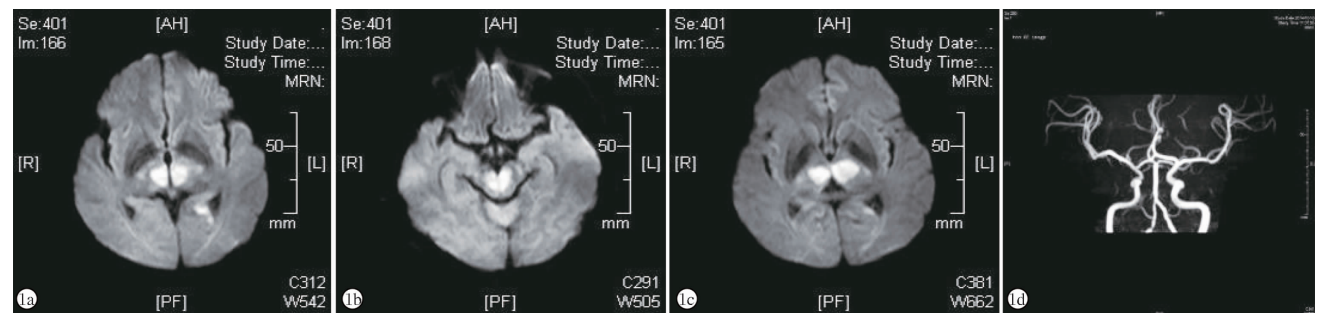 Se:401
Im:166
[AH]
.
Study Date:...
Study Time:...
MRN:
[R]
50
[L]
mm
C312
W542
[PF]
1a
Se:401
Im:168
[AH]
.
Study Date:...
Study Time:...
MRN:
[R]
50
[L]
mm
C291
W505
[PF]
1b
Se:401
Im:165
[AH]
.
Study Date:...
Study Time:...
MRN:
[R]
50
[L]
mm
C381
W662
[PF]
1c
1d